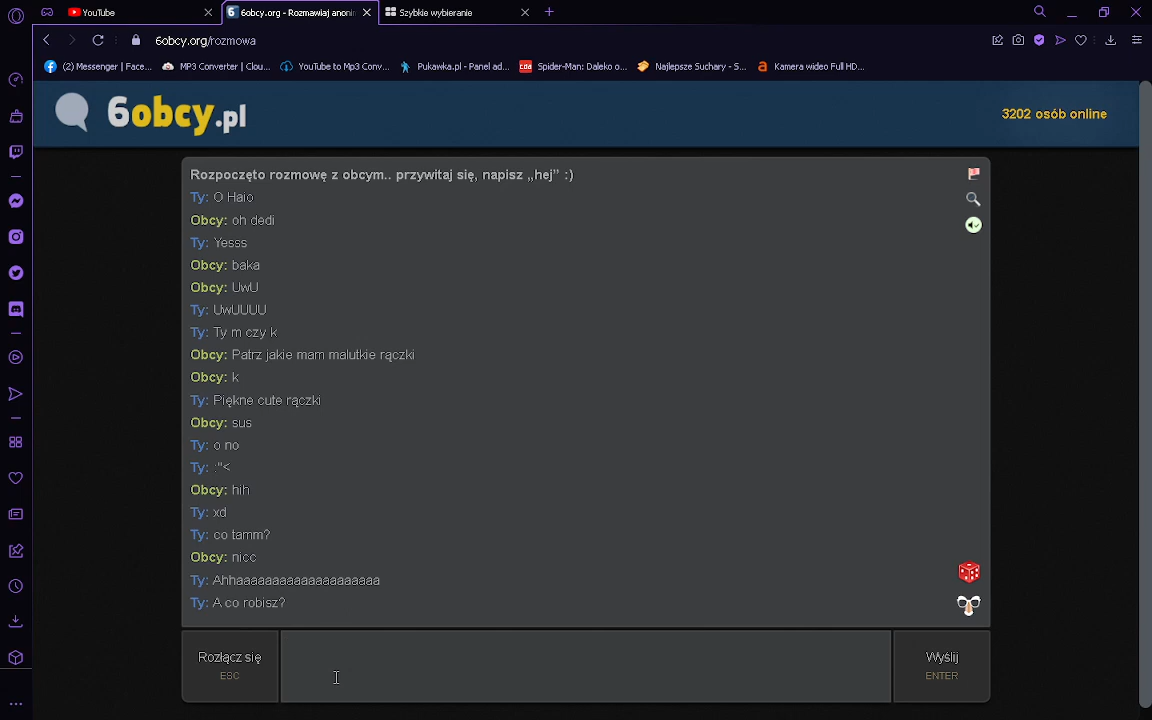 YouTube
6obcy.org - Rozmawiaj anoni
Szybkie wybieranie
6obcy.org/rozmowa
(2) Messenger | Face...
MP3 Converter | Clou...
YouTube to Mp3 Conv...
Pukawka.pl - Panel ad...
Spider-Man: Daleko o...
Najlepsze Suchary - S...
Kamera wideo Full HD...
6obcy.pl
3202 osób online
Rozpoczęto rozmowę z obcym.. przywitaj się, napisz „hej” :)
Ty: O Haio
Obcy: oh dedi
Ty: Yesss
Obcy: baka
Obcy: UwU
Ty: UwUUUU
Ty: Ty m czy k
Obcy: Patrz jakie mam malutkie rączki
Obcy: k
Ty: Piękne cute rączki
Obcy: sus
Ty: o no
Ty: :"<
Obcy: hih
Ty: xd
Ty: co tamm?
Obcy: nicc
Ty: Ahhaaaaaaaaaaaaaaaaaaaa
Ty: A co robisz?
Rozłącz się
ESC
Wyślij
ENTER